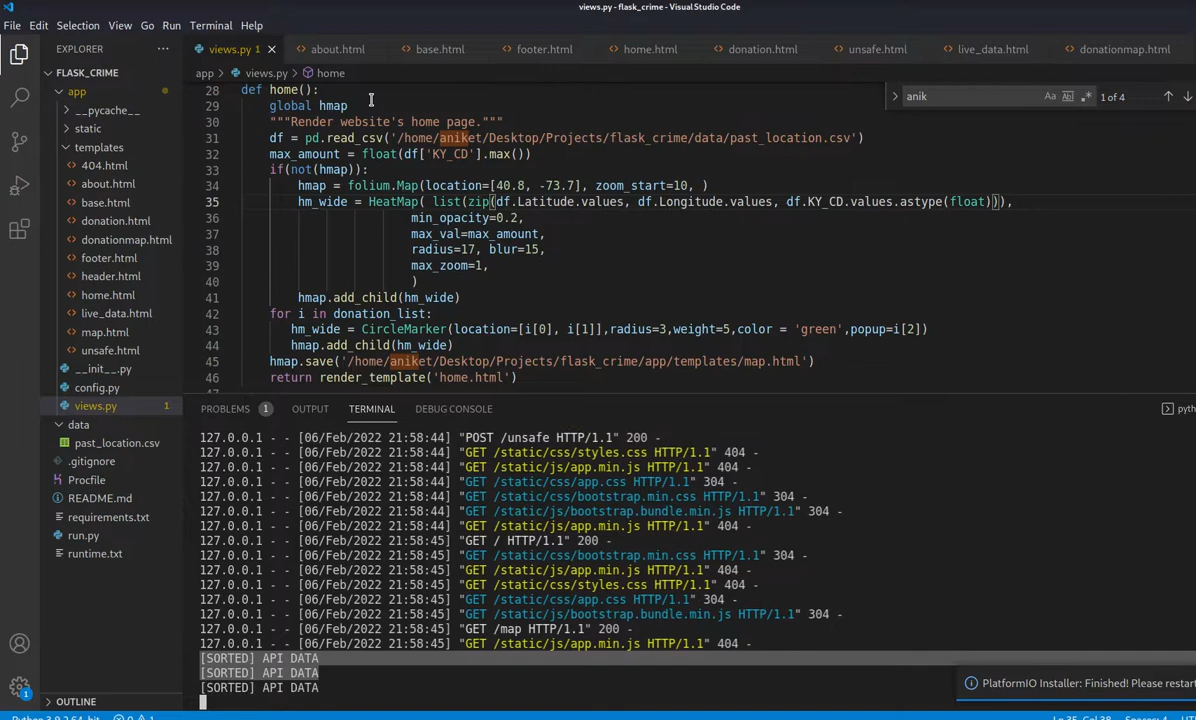 views.py - flask_crime - Visual Studio Code
File Edit Selection View Go Run Terminal Help
EXPLORER
views.py 1 about.html base.html footer.html home.html donation.html unsafe.html live_data.html donationmap.html
FLASK_CRIME
app > views.py > home
app
__pycache__
static
templates
404.html
about.html
base.html
donation.html
donationmap.html
footer.html
header.html
home.html
live_data.html
map.html
unsafe.html
__init__.py
config.py
views.py 1
data
past_location.csv
.gitignore
Procfile
README.md
requirements.txt
run.py
runtime.txt
OUTLINE
anik Aa Ab 1 of 4
28 def home():
29 global hmap
30 """Render website's home page."""
31 df = pd.read_csv('/home/aniket/Desktop/Projects/flask_crime/data/past_location.csv')
32 max_amount = float(df['KY_CD'].max())
33 if(not(hmap)):
34 hmap = folium.Map(location=[40.8, -73.7], zoom_start=10, )
35 hm_wide = HeatMap( list(zip(df.Latitude.values, df.Longitude.values, df.KY_CD.values.astype(float))),
36 min_opacity=0.2,
37 max_val=max_amount,
38 radius=17, blur=15,
39 max_zoom=1,
40 )
41 hmap.add_child(hm_wide)
42 for i in donation_list:
43 hm_wide = CircleMarker(location=[i[0], i[1]],radius=3,weight=5,color = 'green',popup=i[2])
44 hmap.add_child(hm_wide)
45 hmap.save('/home/aniket/Desktop/Projects/flask_crime/app/templates/map.html')
46 return render_template('home.html')
PROBLEMS 1 OUTPUT TERMINAL DEBUG CONSOLE
127.0.0.1 - - [06/Feb/2022 21:58:44] "POST /unsafe HTTP/1.1" 200 -
127.0.0.1 - - [06/Feb/2022 21:58:44] "GET /static/css/styles.css HTTP/1.1" 404 -
127.0.0.1 - - [06/Feb/2022 21:58:44] "GET /static/js/app.min.js HTTP/1.1" 404 -
127.0.0.1 - - [06/Feb/2022 21:58:44] "GET /static/css/app.css HTTP/1.1" 304 -
127.0.0.1 - - [06/Feb/2022 21:58:44] "GET /static/css/bootstrap.min.css HTTP/1.1" 304 -
127.0.0.1 - - [06/Feb/2022 21:58:44] "GET /static/js/bootstrap.bundle.min.js HTTP/1.1" 304 -
127.0.0.1 - - [06/Feb/2022 21:58:44] "GET /static/js/app.min.js HTTP/1.1" 404 -
127.0.0.1 - - [06/Feb/2022 21:58:45] "GET / HTTP/1.1" 200 -
127.0.0.1 - - [06/Feb/2022 21:58:45] "GET /static/css/bootstrap.min.css HTTP/1.1" 304 -
127.0.0.1 - - [06/Feb/2022 21:58:45] "GET /static/js/app.min.js HTTP/1.1" 404 -
127.0.0.1 - - [06/Feb/2022 21:58:45] "GET /static/css/styles.css HTTP/1.1" 404 -
127.0.0.1 - - [06/Feb/2022 21:58:45] "GET /static/css/app.css HTTP/1.1" 304 -
127.0.0.1 - - [06/Feb/2022 21:58:45] "GET /static/js/bootstrap.bundle.min.js HTTP/1.1" 304 -
127.0.0.1 - - [06/Feb/2022 21:58:45] "GET /map HTTP/1.1" 200 -
127.0.0.1 - - [06/Feb/2022 21:58:45] "GET /static/js/app.min.js HTTP/1.1" 404 -
[SORTED] API DATA
[SORTED] API DATA
[SORTED] API DATA
PlatformIO Installer: Finished! Please restart